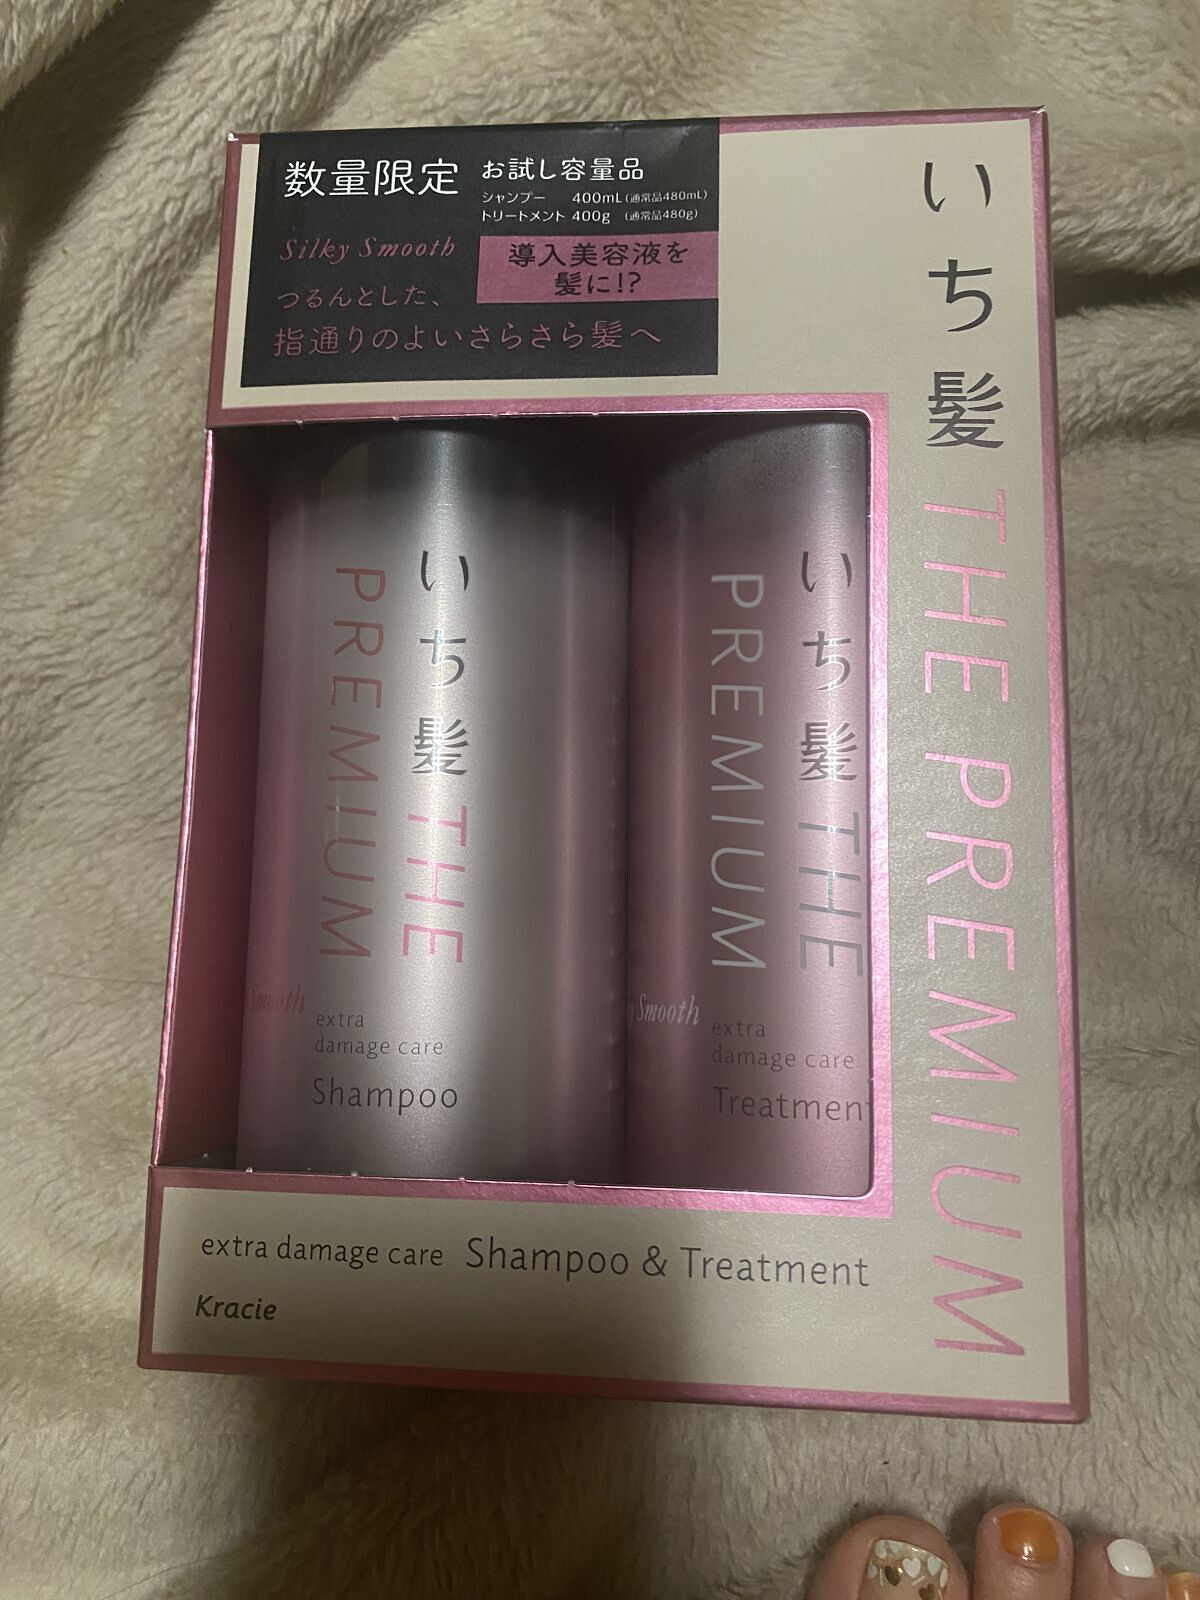 数量限定
お試し容量品
シャンプー 400mL(通常品480mL)
トリートメント 400g (通常品480g)
Silky Smooth
導入美容液を
髪に!?
つるんとした、
指通りのよいさらさら髪へ
いち髪 THE PREMIUM
いち髪 THE
PREMIUM
Smooth
extra
damage care
Shampoo
いち髪 THE
PREMIUM
Smooth
extra
damage care
Treatment
extra damage care Shampoo & Treatment
Kracie